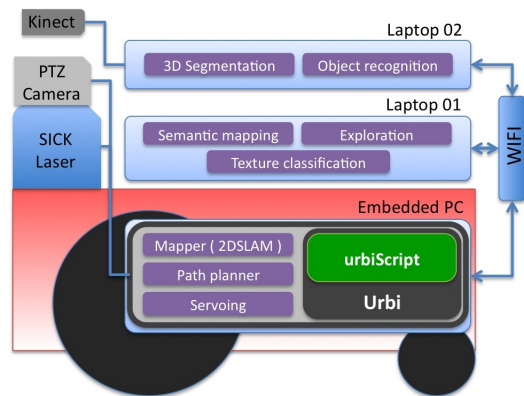 Kinect
Laptop 02
3D Segmentation
Object recognition
PTZ
Camera
Laptop 01
SICK
Laser
Semantic mapping
Exploration
Texture classification
WIFI
Embedded PC
Mapper ( 2DSLAM )
Path planner
Servoing
urbiScript
Urbi